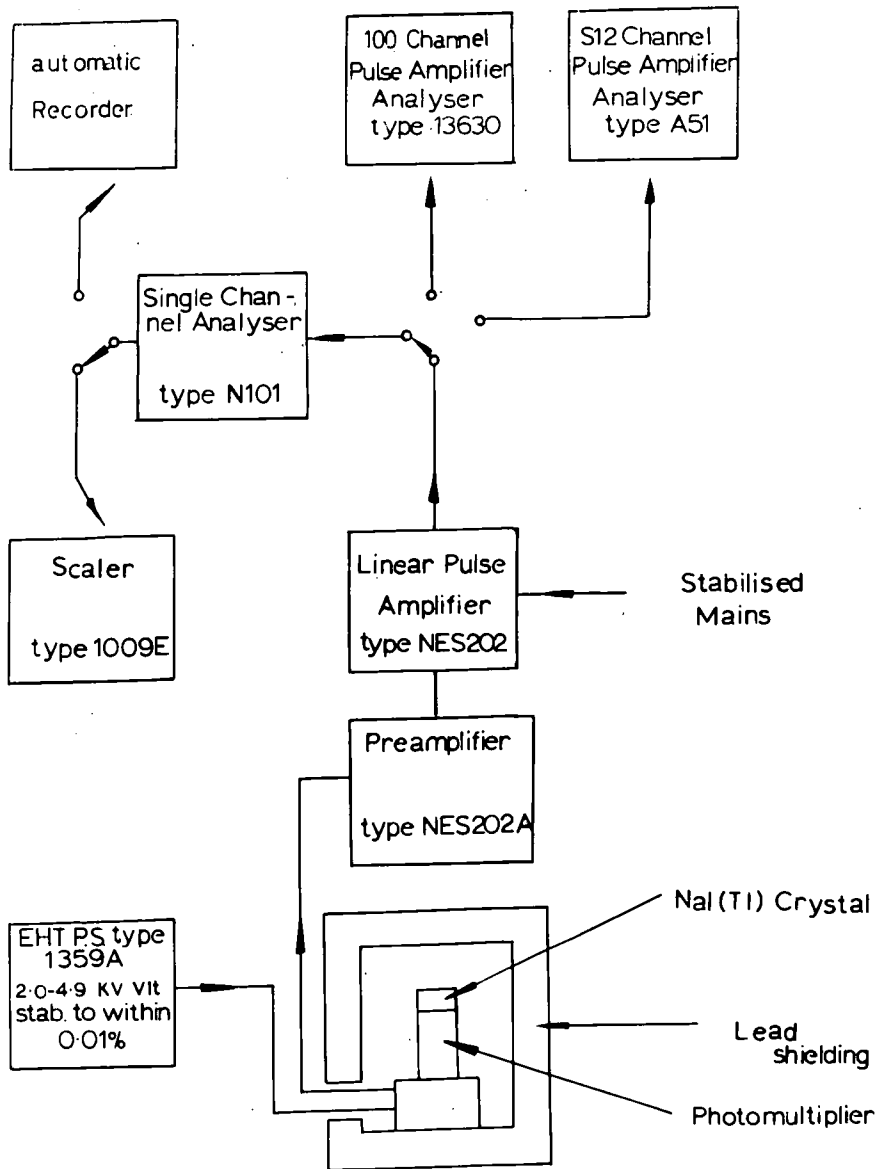 automatic
Recorder
100 Channel
Pulse Amplifier
Analyser
type 13630
S12 Channel
Pulse Amplifier
Analyser
type A51
Single Chan-
nel Analyser
type N101
Scaler
type 1009E
Linear Pulse
Amplifier
type NES202
Stabilised
Mains
Preamplifier
type NES202A
EHT P.S. type
1359A
2·0-4·9 KV Vlt
stab. to within
0·01%
NaI(Tl) Crystal
Lead
shielding
Photomultiplier